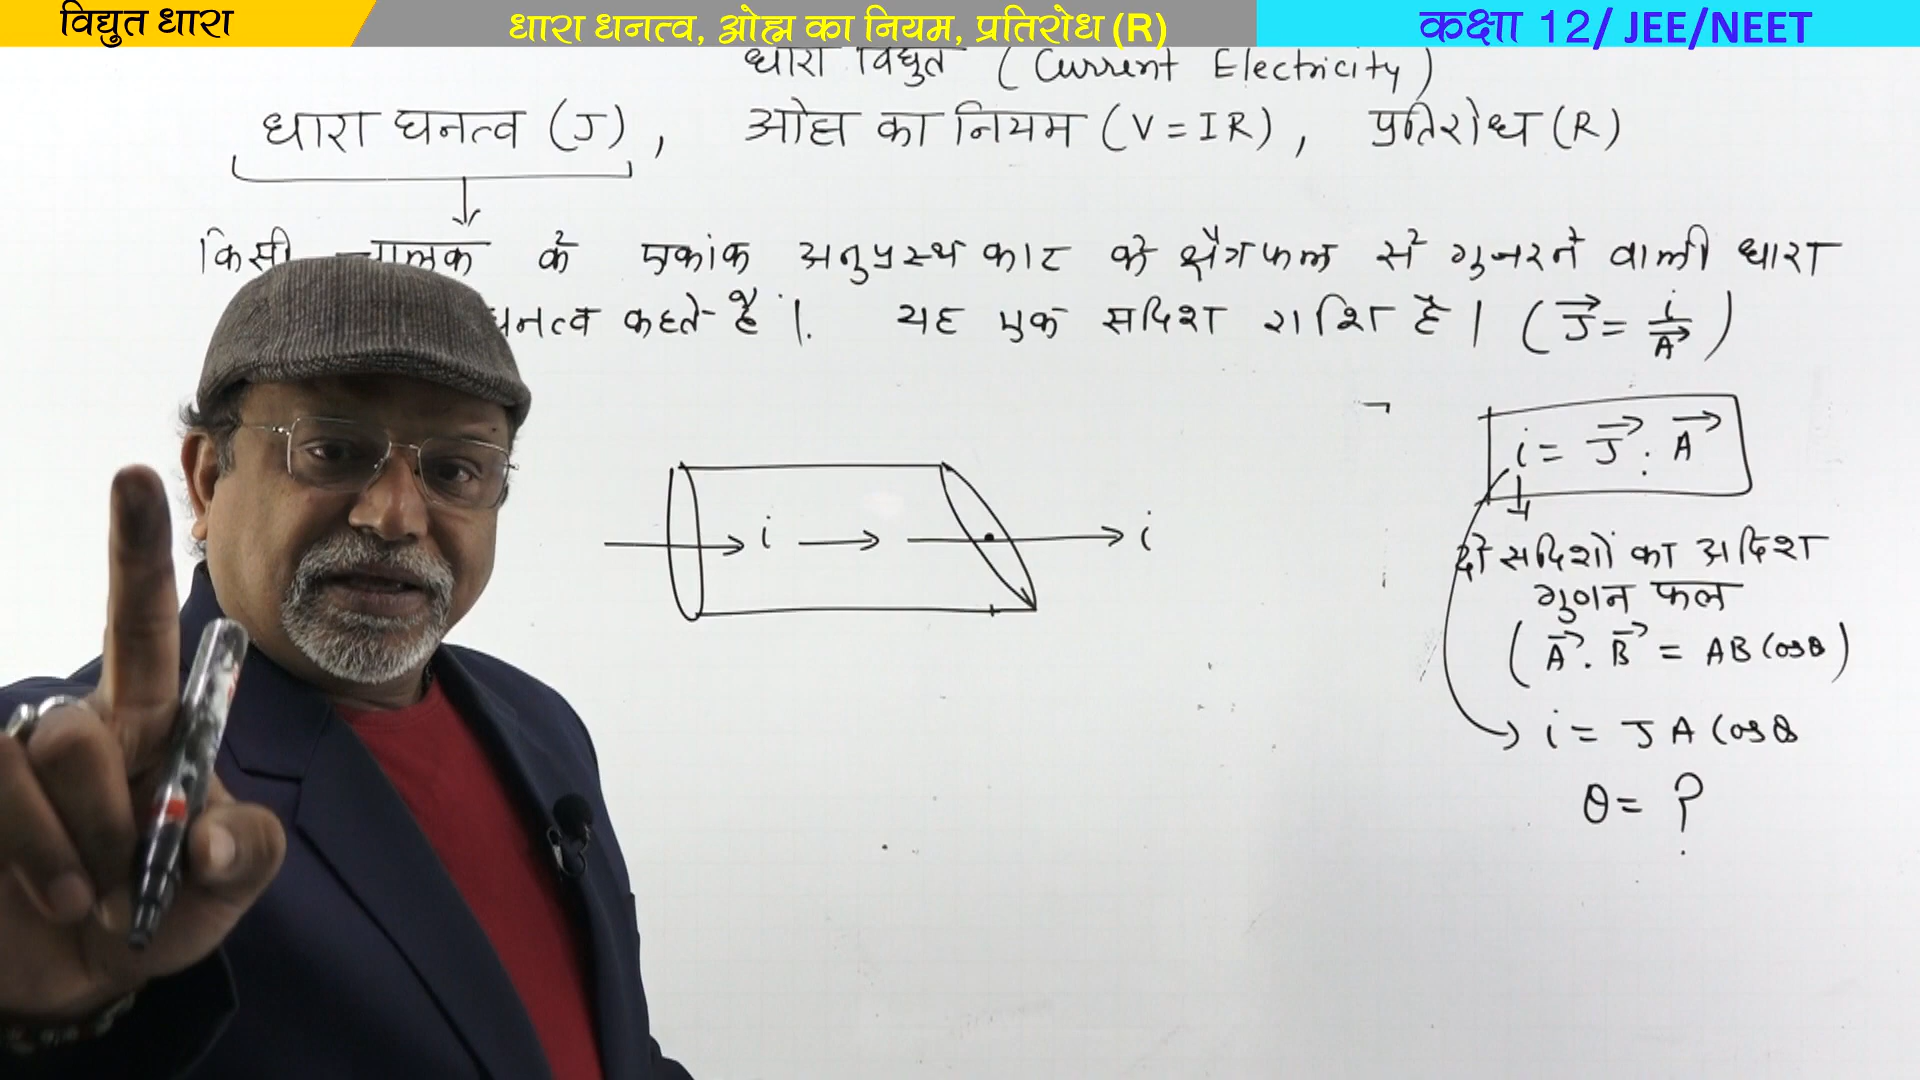 विद्युत धारा
धारा धनत्व, ओह्म का नियम, प्रतिरोध (R)
कक्षा 12/ JEE/NEET
धारा विद्युत (Current Electricity)
धारा घनत्व (J), ओह्म का नियम (V=IR), प्रतिरोध (R)
किसी चालक के एकांक अनुप्रस्थ काट के क्षेत्रफल से गुजरने वाली धारा
घनत्व कहते हैं।. यह एक सदिश राशि है। (J⃗ = i/A⃗)
i = J⃗ . A⃗
i i
दो सदिशों का अदिश
गुणन फल
(A⃗ . B⃗ = AB Cosθ)
i = J A Cosθ
θ = ?